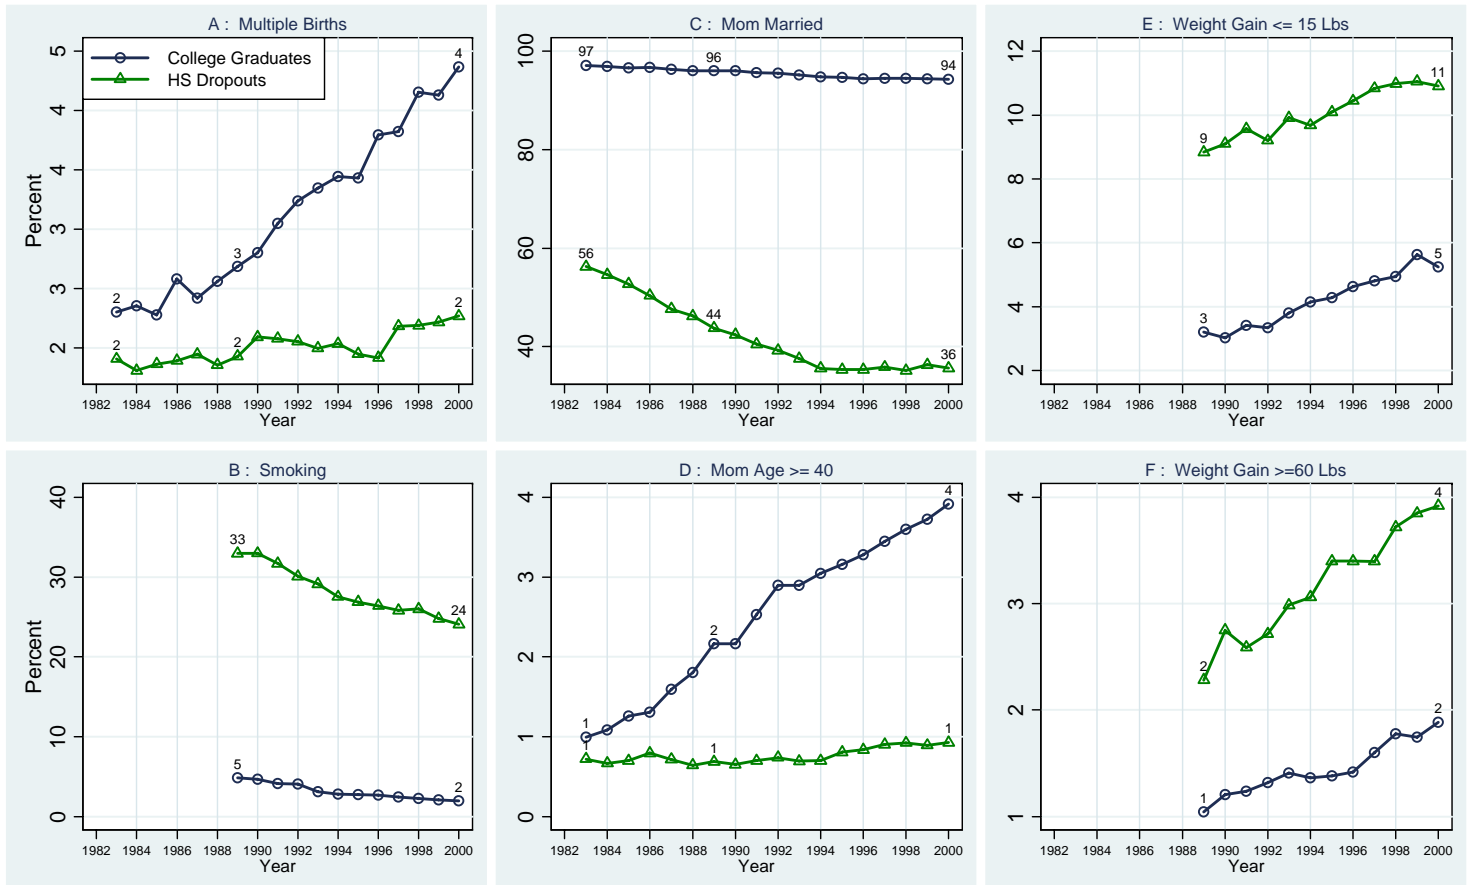 A : Multiple Births
College Graduates
HS Dropouts
Percent
5
4
4
3
3
2
2
3
4
2
2
2
1982 1984 1986 1988 1990 1992 1994 1996 1998 2000
Year
C : Mom Married
100
80
60
40
97
96
94
56
44
36
1982 1984 1986 1988 1990 1992 1994 1996 1998 2000
Year
E : Weight Gain <= 15 Lbs
12
10
8
6
4
2
9
11
3
5
1982 1984 1986 1988 1990 1992 1994 1996 1998 2000
Year
B : Smoking
Percent
40
30
20
10
0
33
24
5
2
1982 1984 1986 1988 1990 1992 1994 1996 1998 2000
Year
D : Mom Age >= 40
4
3
2
1
0
1
2
4
1
1
1
1982 1984 1986 1988 1990 1992 1994 1996 1998 2000
Year
F : Weight Gain >=60 Lbs
4
3
2
1
2
4
1
2
1982 1984 1986 1988 1990 1992 1994 1996 1998 2000
Year